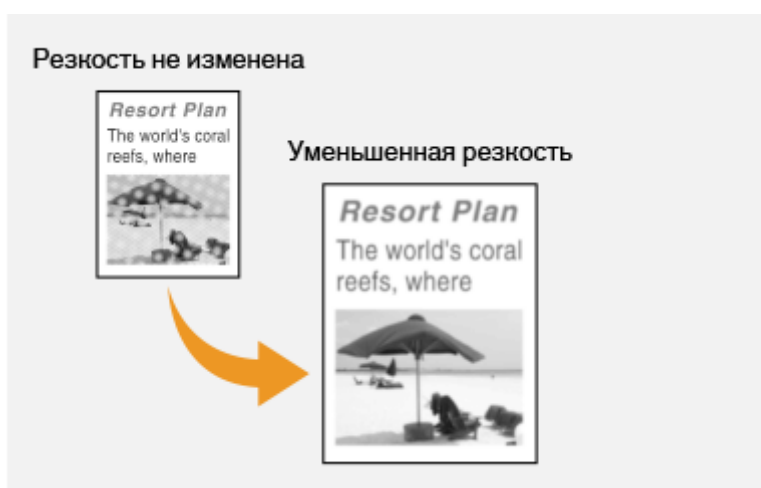 Резкость не изменена
Resort Plan
The world's coral
reefs, where
Уменьшенная резкость
Resort Plan
The world's coral
reefs, where